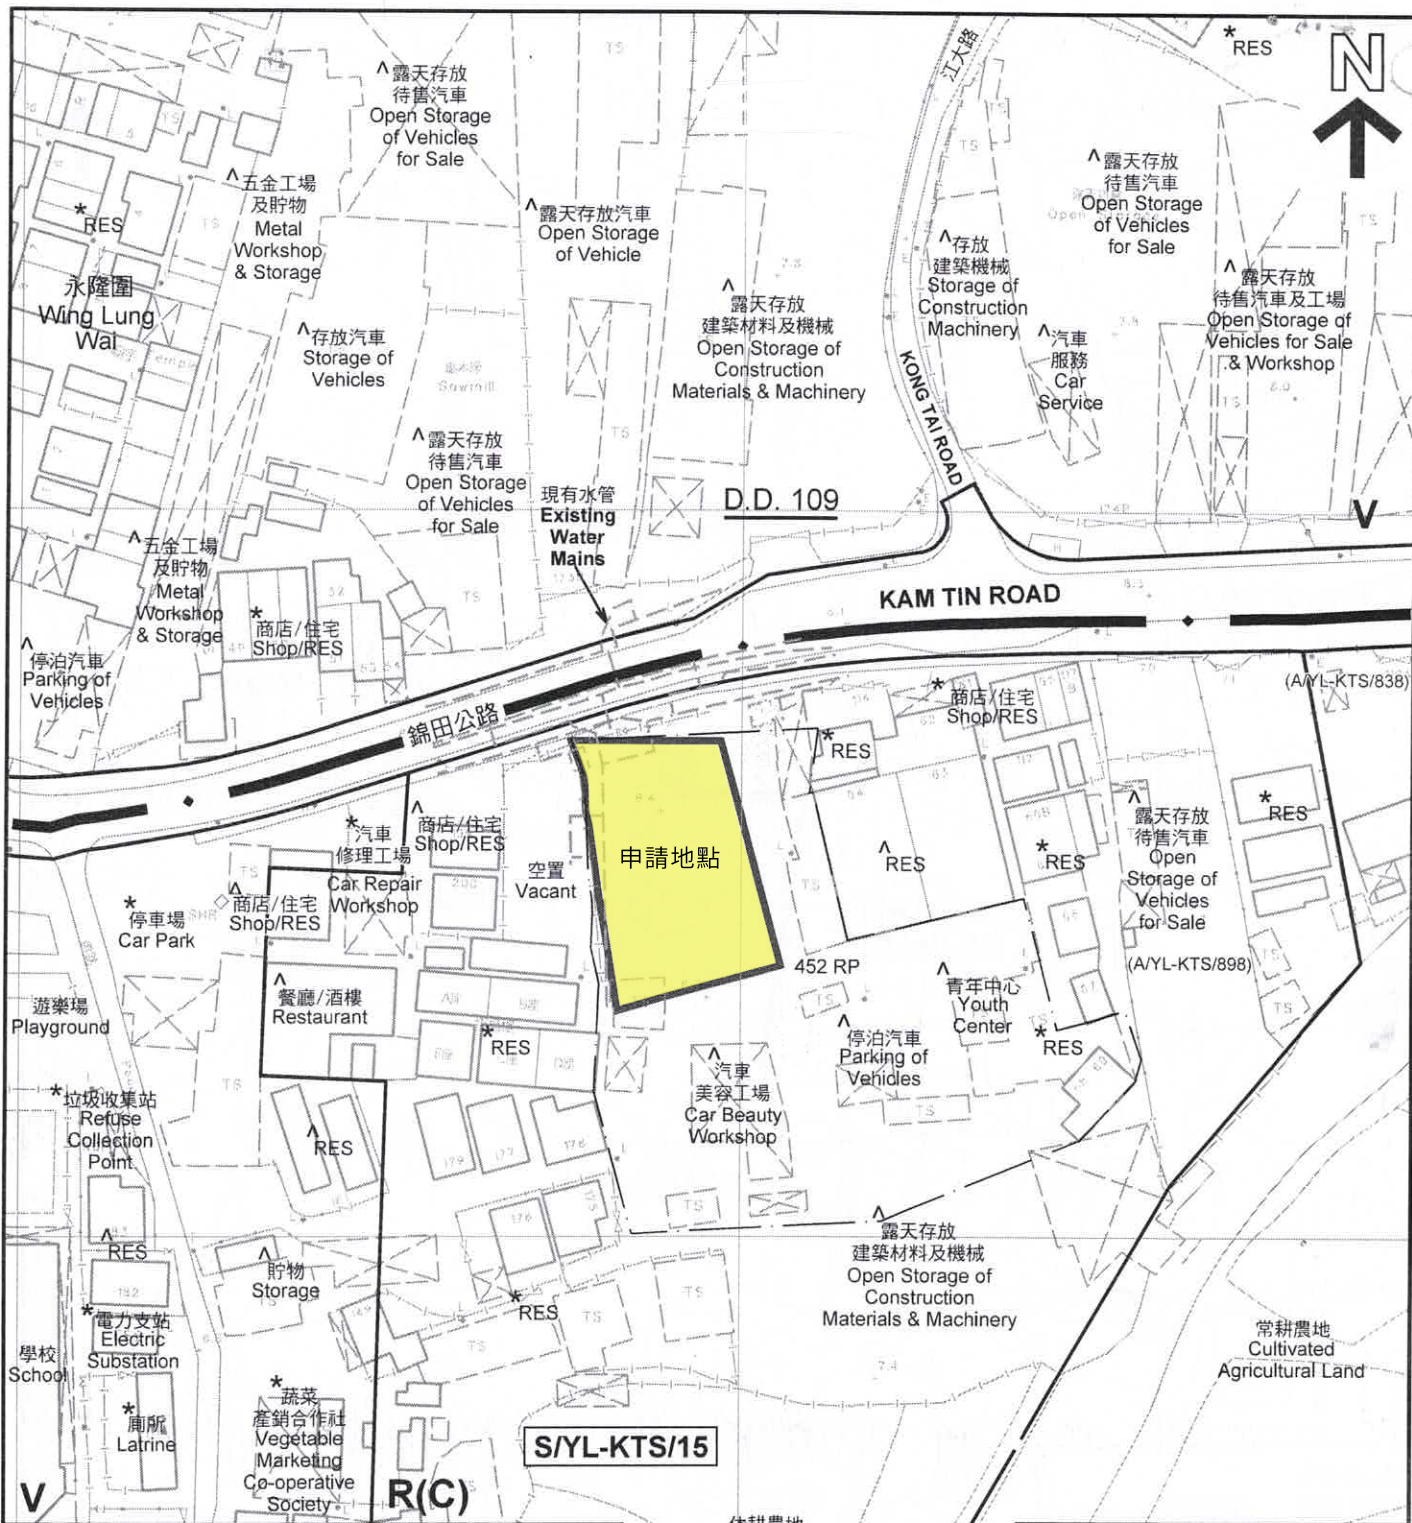 江大路
*
RES
N
^露天存放
待售汽車
Open Storage
of Vehicles
for Sale
^五金工場
及貯物
Metal
Workshop
& Storage
*
RES
永隆圍
Wing Lung
Wai
^露天存放汽車
Open Storage
of Vehicle
^存放汽車
Storage of
Vehicles
^
露天存放
建築材料及機械
Open Storage of
Construction
Materials & Machinery
^存放
建築機械
Storage of
Construction
Machinery
^露天存放
待售汽車
Open Storage
of Vehicles
for Sale
^露天存放
待售汽車及工場
Open Storage of
Vehicles for Sale
& Workshop
^汽車
服務
Car
Service
KONG TAI ROAD
Sawmill
^露天存放
待售汽車
Open Storage
of Vehicles
for Sale
現有水管
Existing
Water
Mains
D.D. 109
V
^五金工場
及貯物
Metal
Workshop
& Storage
*
商店/住宅
Shop/RES
^
停泊汽車
Parking of
Vehicles
KAM TIN ROAD
錦田公路
(A/YL-KTS/838)
*
商店/住宅
Shop/RES
*
RES
申請地點
^
商店/住宅
Shop/RES
*
汽車
修理工場
Car Repair
Workshop
空置
Vacant
^
RES
*
RES
^
露天存放
待售汽車
Open
Storage of
Vehicles
for Sale
*
RES
^
商店/住宅
Shop/RES
*
停車場
Car Park
(A/YL-KTS/898)
452 RP
^
青年中心
Youth
Center
*
RES
^
餐廳/酒樓
Restaurant
遊樂場
Playground
*
RES
^
停泊汽車
Parking of
Vehicles
^
汽車
美容工場
Car Beauty
Workshop
*垃圾收集站
Refuse
Collection
Point
^
RES
^
RES
^
貯物
Storage
*
RES
^
露天存放
建築材料及機械
Open Storage of
Construction
Materials & Machinery
*電力支站
Electric
Substation
學校
School
*
廁所
Latrine
*
蔬菜
產銷合作社
Vegetable
Marketing
Co-operative
Society
常耕農地
Cultivated
Agricultural Land
S/YL-KTS/15
V
R(C)